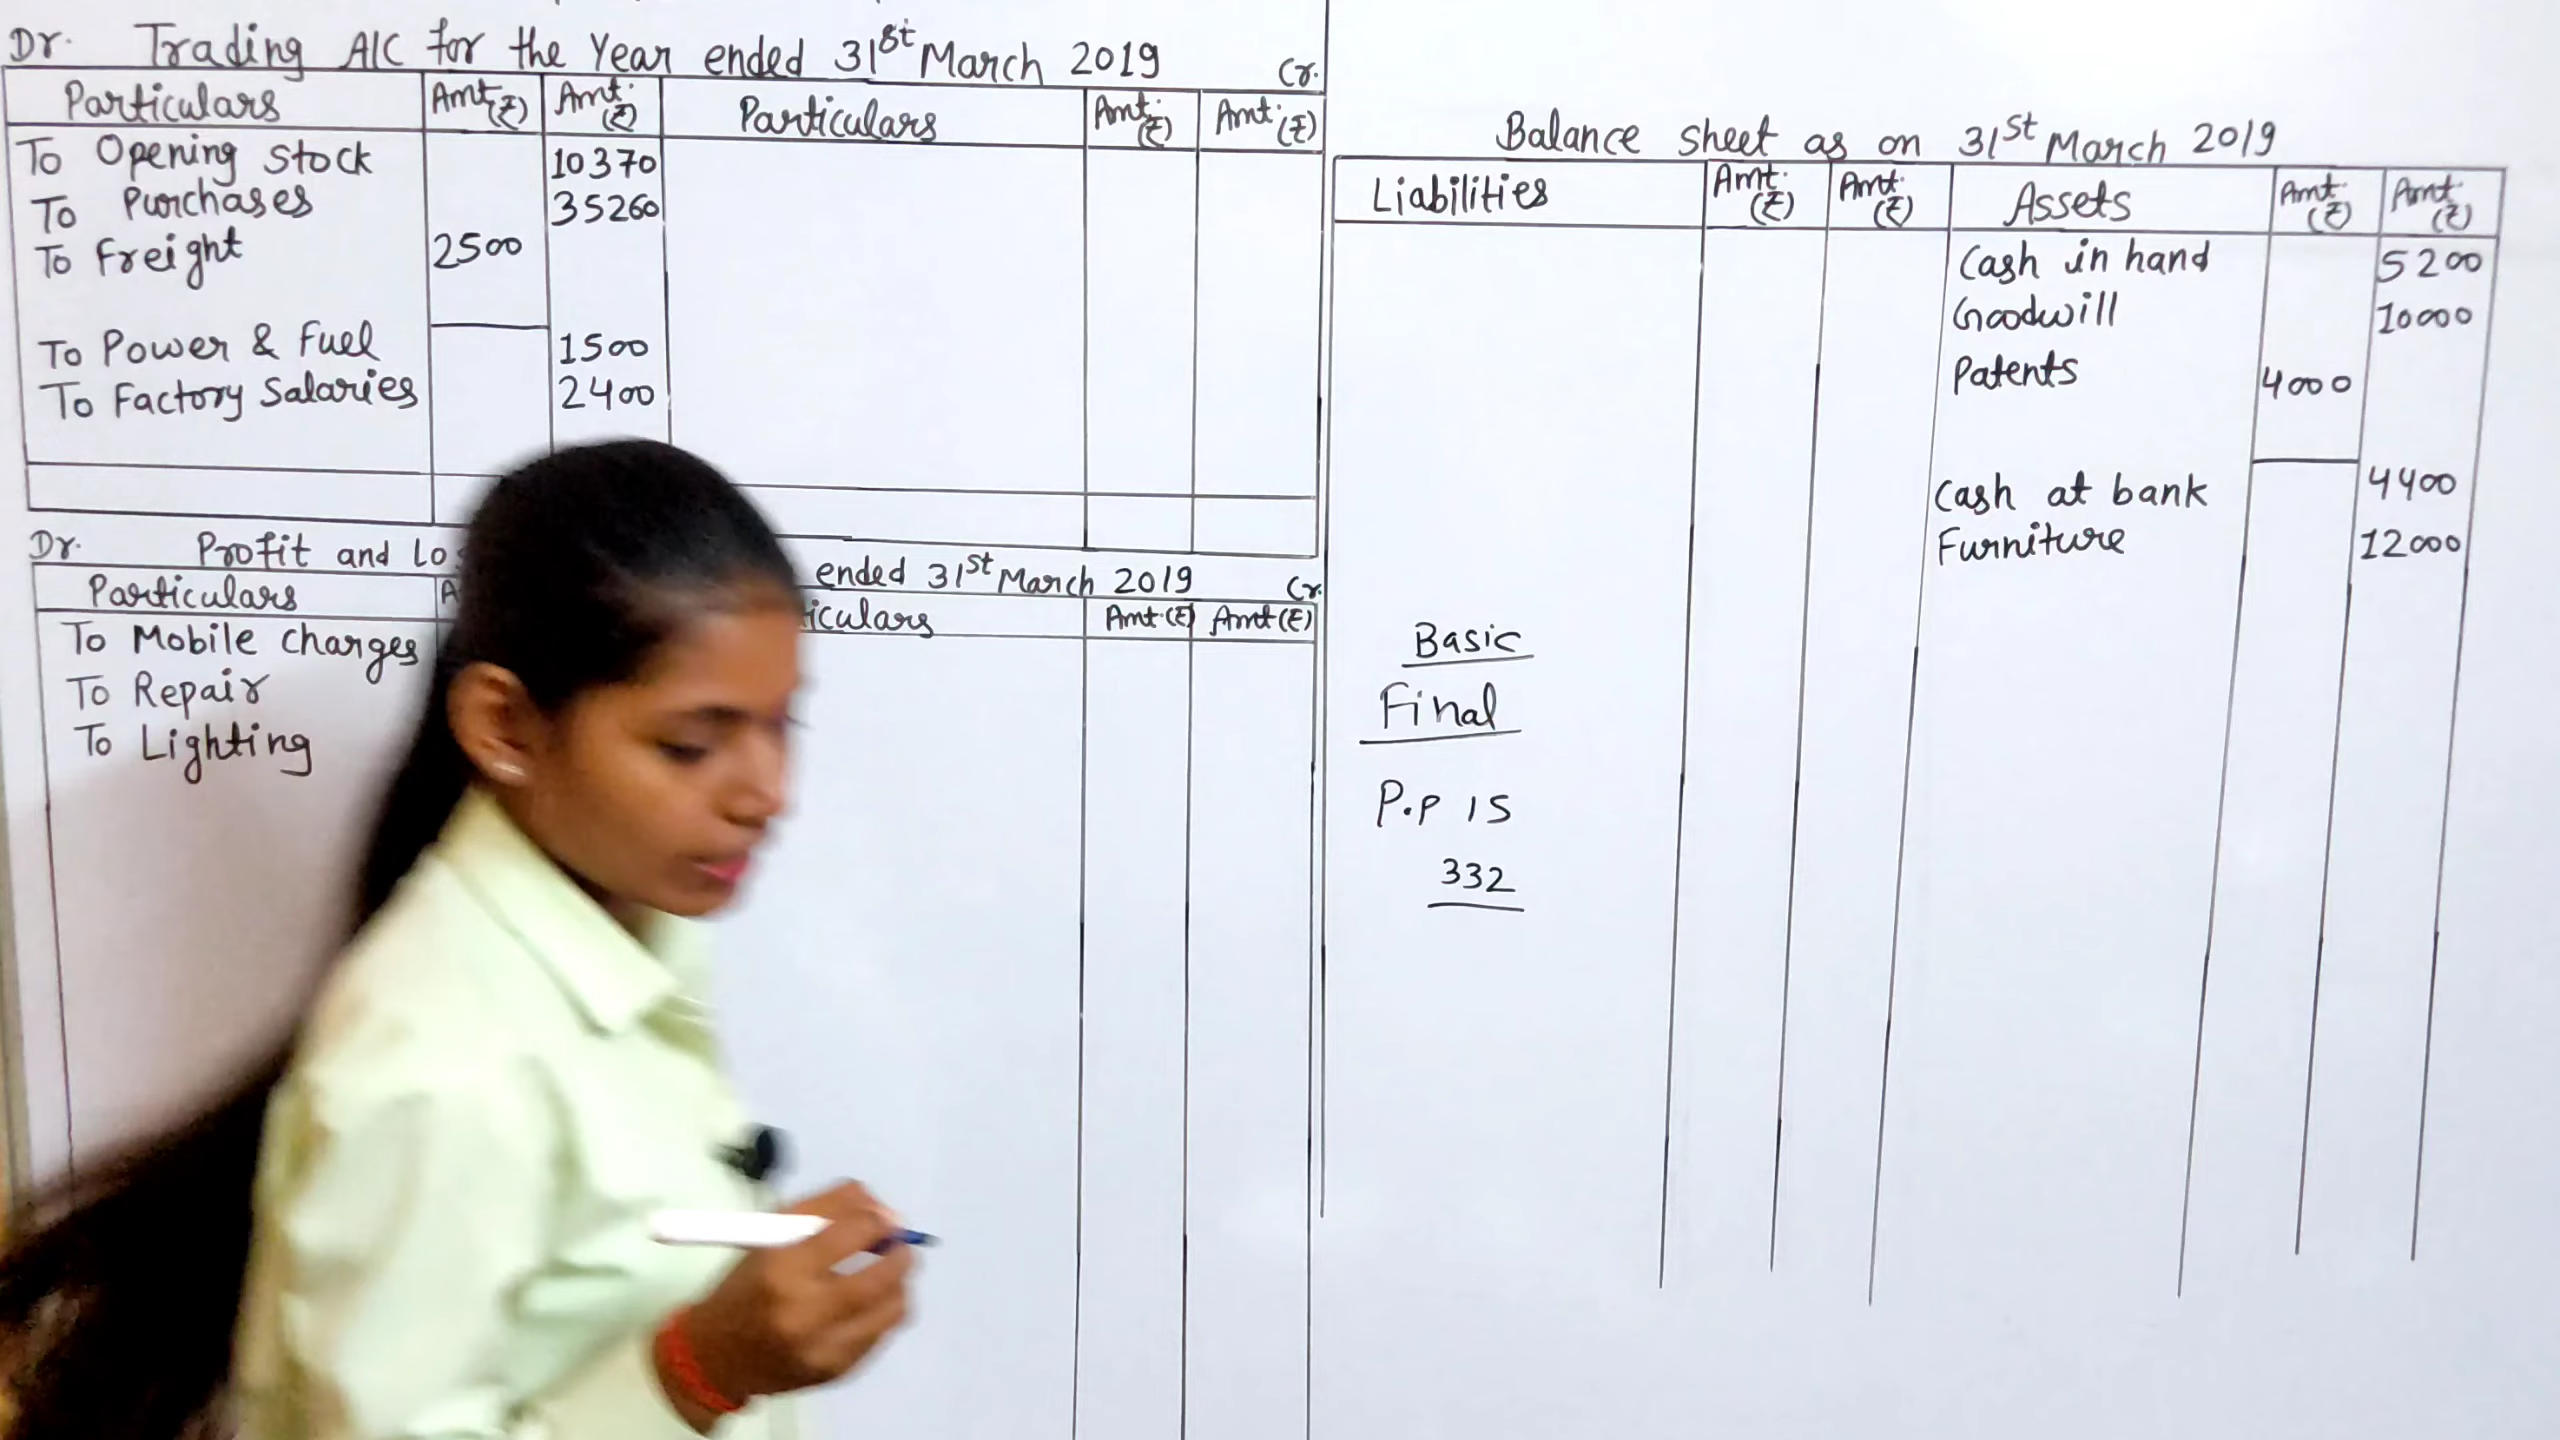 Dr. Trading A/C for the Year ended 31st March 2019 Cr.
Particulars Amt.(₹) Amt.(₹) Particulars Amt.(₹) Amt.(₹)
To Opening Stock 10370
To Purchases 35260
To Freight 2500
To Power & Fuel 1500
To Factory Salaries 2400
Dr. Profit and Lo ended 31st March 2019 Cr.
Particulars A iculars Amt.(₹) Amt(₹)
To Mobile Charges
To Repair
To Lighting
Balance Sheet as on 31st March 2019
Liabilities Amt.(₹) Amt.(₹) Assets Amt.(₹) Amt.(₹)
Cash in hand 5200
Goodwill 10000
Patents 4000
Cash at bank 4400
Furniture 12000
Basic
Final
P.P 15
332